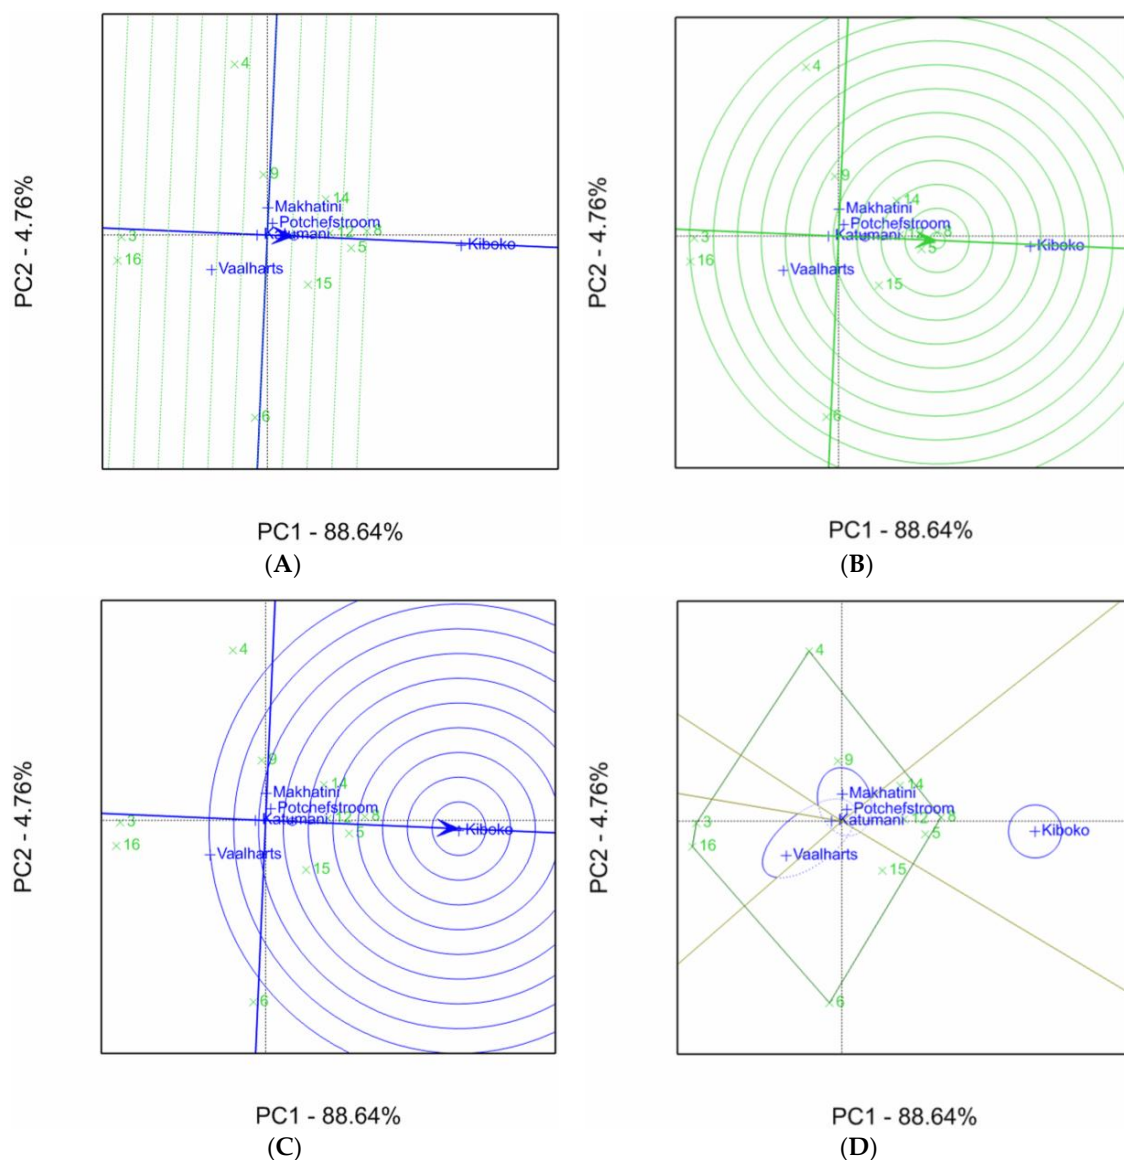 4
9
Makhatini
14
Potchefstroom
Katumani
12
8
3
5
Kiboko
16
Vaalharts
15
6
PC2 - 4.76%
PC1 - 88.64%
(A)
4
9
Makhatini
14
Potchefstroom
Katumani
8
3
5
Kiboko
16
Vaalharts
15
6
PC2 - 4.76%
PC1 - 88.64%
(B)
4
9
Makhatini
14
Potchefstroom
Katumani
12
8
3
5
Kiboko
16
Vaalharts
15
6
PC2 - 4.76%
PC1 - 88.64%
(C)
4
9
Makhatini
14
Potchefstroom
Katumani
12
8
3
5
Kiboko
16
Vaalharts
15
6
PC2 - 4.76%
PC1 - 88.64%
(D)